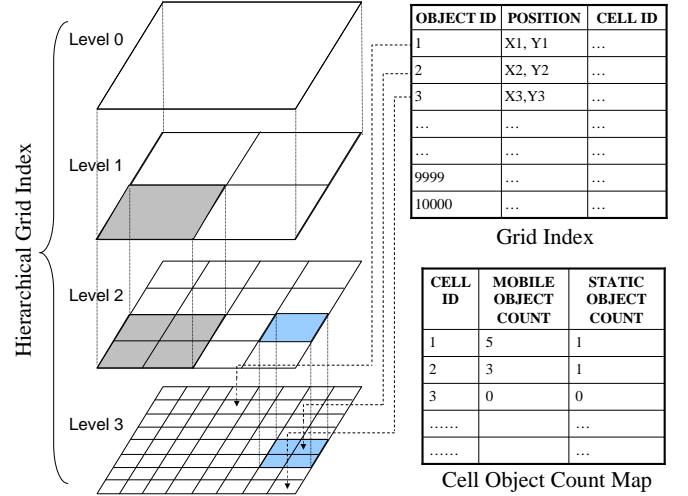 Hierarchical Grid Index
Level 0
Level 1
Level 2
Level 3
OBJECT ID POSITION CELL ID
1 X1, Y1 …
2 X2, Y2 …
3 X3,Y3 …
… … …
… … …
9999 … …
10000 … …
Grid Index
CELL ID MOBILE OBJECT COUNT STATIC OBJECT COUNT
1 5 1
2 3 1
3 0 0
…… …
…… …
Cell Object Count Map